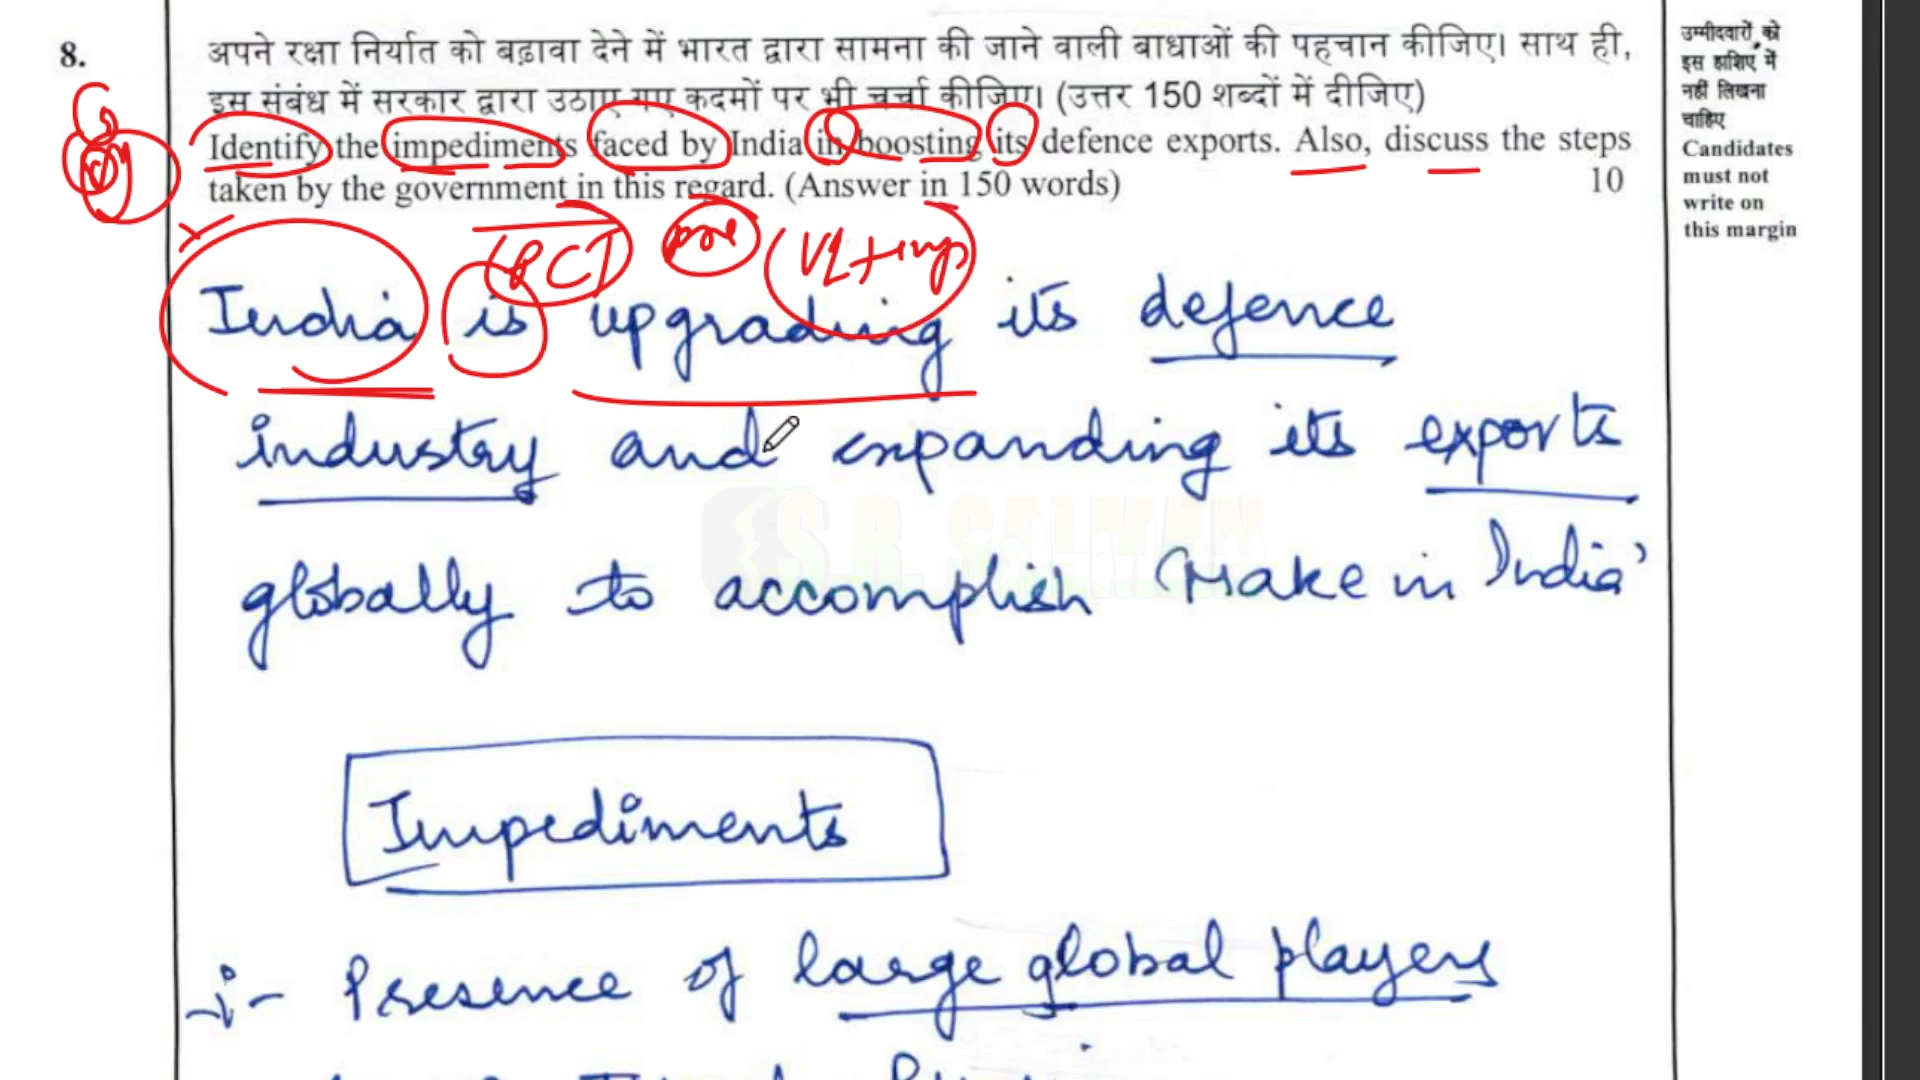 8.
अपने रक्षा निर्यात को बढ़ावा देने में भारत द्वारा सामना की जाने वाली बाधाओं की पहचान कीजिए। साथ ही,
इस संबंध में सरकार द्वारा उठाए गए कदमों पर भी चर्चा कीजिए। (उत्तर 150 शब्दों में दीजिए)
Identify the impediments faced by India in boosting its defence exports. Also, discuss the steps
taken by the government in this regard. (Answer in 150 words) 10
उम्मीदवारों को
इस हाशिए में
नहीं लिखना
चाहिए
Candidates
must not
write on
this margin
India is upgrading its defence
industry and expanding its exports
globally to accomplish 'Make in India'
Impediments
S.R. SALMAN
Presence of large global players